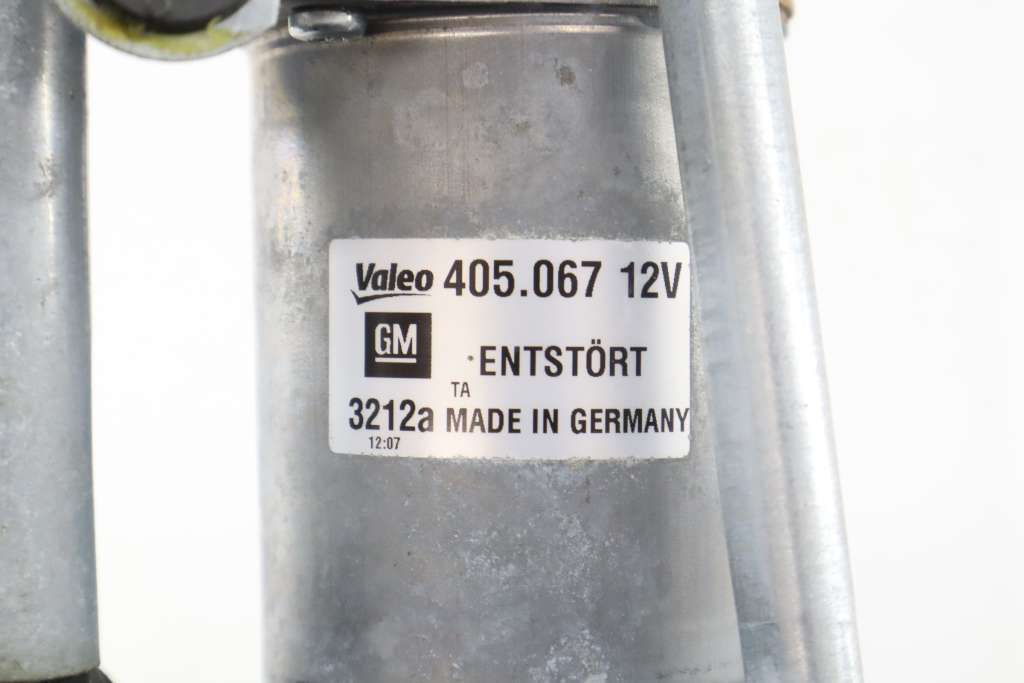 Valeo 405.067 12V
GM
ENTSTÖRT
TA
3212a MADE IN GERMANY
12:07